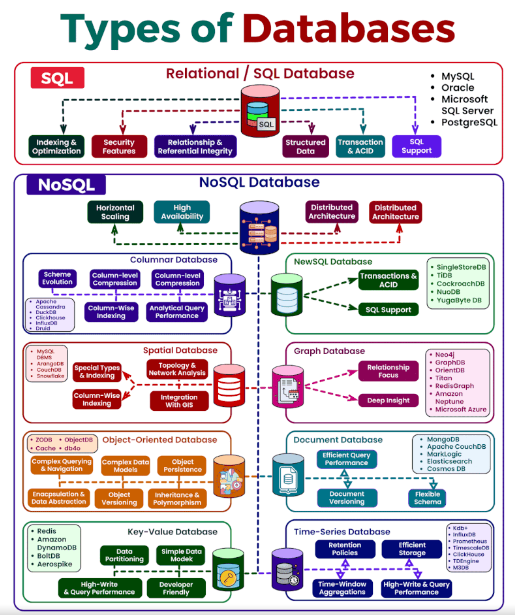 Types of Databases
SQL
Relational / SQL Database
• MySQL
• Oracle
• Microsoft
SQL Server
• PostgreSQL
SQL
Indexing &
Optimization
Security
Features
Relationship &
Referential Integrity
Structured
Data
Transaction
& ACID
SQL
Support
NoSQL
NoSQL Database
Horizontal
Scaling
High
Availability
Distributed
Architecture
Distributed
Architecture
Columnar Database
Scheme
Evolution
Column-level
Compression
Column-level
Compression
• Apache
Cassandra
• DuckDB
• Clickhouse
• InfluxDB
• Druid
Column-Wise
Indexing
Analytical Query
Performance
NewSQL Database
Transactions &
ACID
SQL Support
• SingleStoreDB
• TiDB
• CockroachDB
• NuoDB
• YugaByte DB
Spatial Database
• MySQL
DBMS
• ArangoDB
• CouchDB
• Snowflake
Special Types
& Indexing
Topology &
Network Analysis
Column-Wise
Indexing
Integration
With GIS
Graph Database
Relationship
Focus
Deep Insight
• Neo4j
• GraphDB
• OrientDB
• Titan
• RedisGraph
• Amazon
Neptune
• Microsoft Azure
• ZODB • ObjectDB
• Cache • db4o
Object-Oriented Database
Complex Querying
& Navigation
Complex Data
Models
Object
Persistence
Enacpsulation &
Data Abstraction
Object
Versioning
Inheritance &
Polymorphism
Document Database
Efficient Query
Performance
Document
Versioning
Flexible
Schema
• MongoDB
• Apache CouchDB
• MarkLogic
• Elasticsearch
• Cosmos DB
Key-Value Database
• Redis
• Amazon
DynamoDB
• BoltDB
• Aerospike
Data
Partitioning
Simple Data
Modek
High-Write
& Query Performance
Developer
Friendly
Time-Series Database
Retention
Policies
Efficient
Storage
Time-Window
Aggregations
High-Write & Query
Performance
• Kdb+
• InfluxDB
• Prometheus
• TimescaleDB
• ClickHouse
• TDEngine
• M3DB